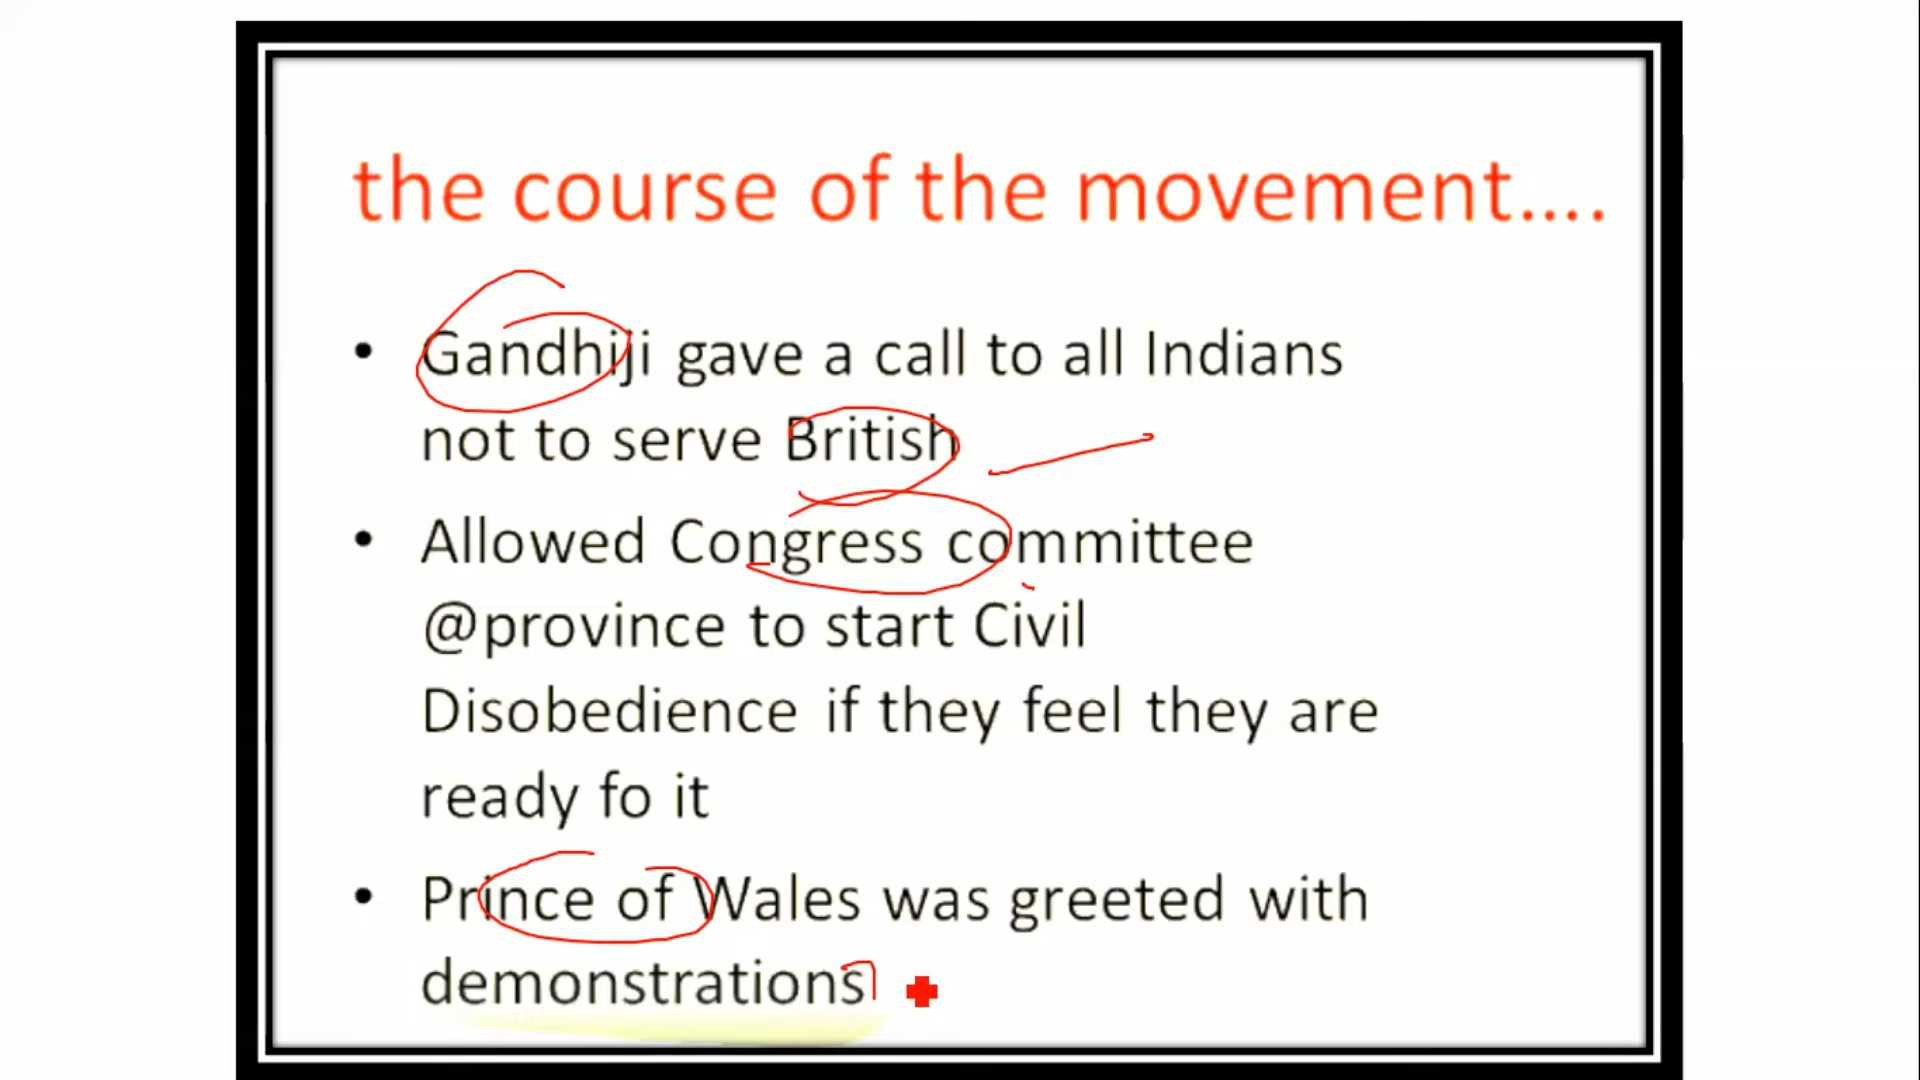 the course of the movement....
• Gandhiji gave a call to all Indians
not to serve British
• Allowed Congress committee
@province to start Civil
Disobedience if they feel they are
ready fo it
• Prince of Wales was greeted with
demonstrations